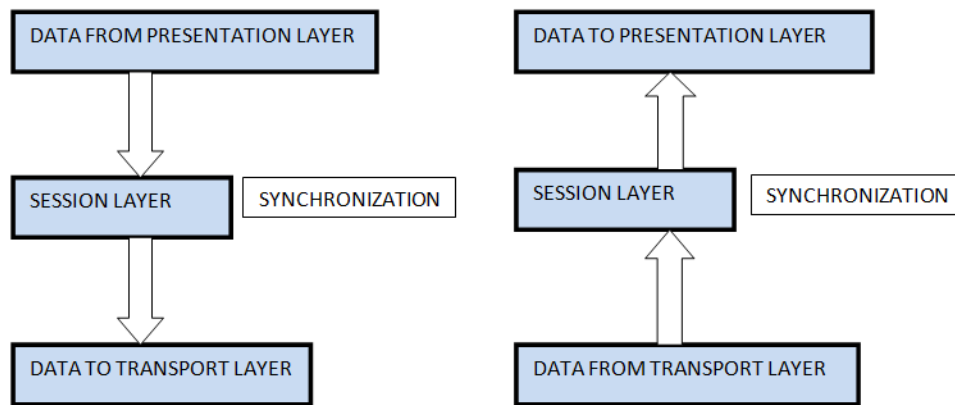 DATA FROM PRESENTATION LAYER
DATA TO PRESENTATION LAYER
SESSION LAYER
SYNCHRONIZATION
SESSION LAYER
SYNCHRONIZATION
DATA TO TRANSPORT LAYER
DATA FROM TRANSPORT LAYER